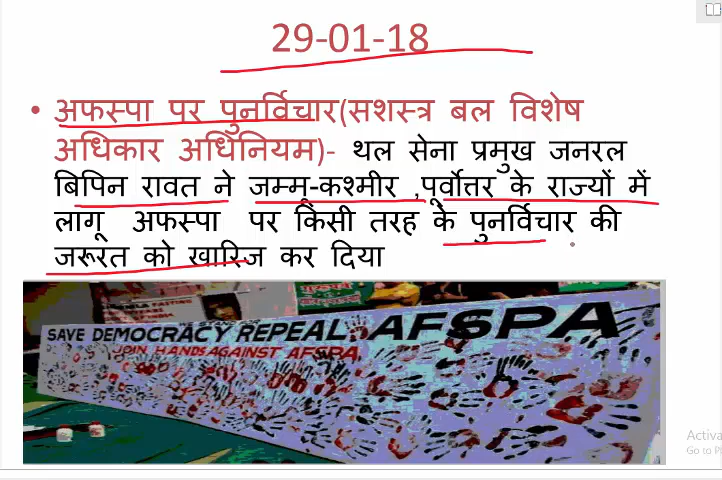 29-01-18
• अफस्पा पर पुनर्विचार(सशस्त्र बल विशेष
अधिकार अधिनियम)- थल सेना प्रमुख जनरल
बिपिन रावत ने जम्मू-कश्मीर ,पूर्वोत्तर के राज्यों में
लागू अफस्पा पर किसी तरह के पुनर्विचार की
जरूरत को खारिज कर दिया
SAVE DEMOCRACY REPEAL AFSPA
JOIN HANDS AGAINST AFSPA
Activa